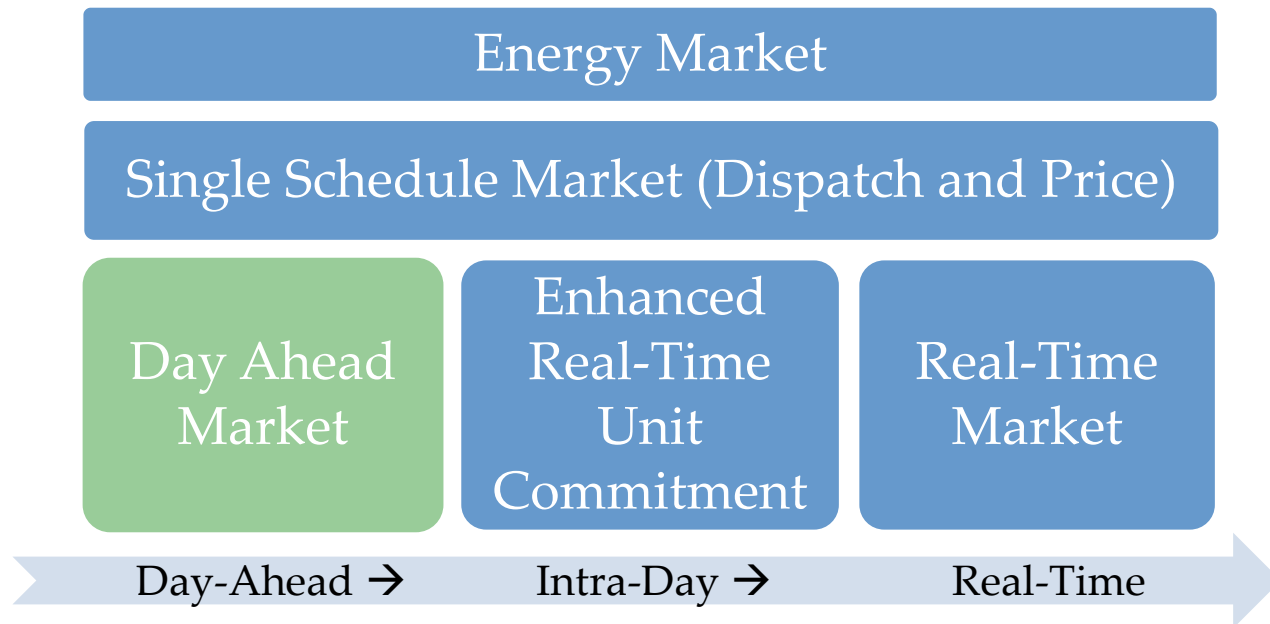 Energy Market
Single Schedule Market (Dispatch and Price)
Day Ahead
Market
Enhanced
Real-Time
Unit
Commitment
Real-Time
Market
Day-Ahead →
Intra-Day →
Real-Time